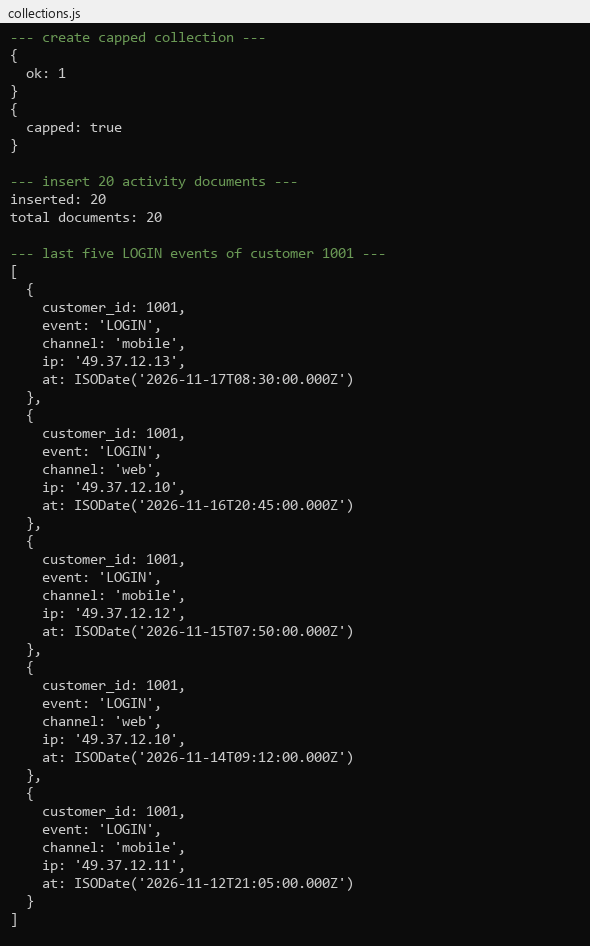 collections.js
--- create capped collection ---
{
  ok: 1
}
{
  capped: true
}

--- insert 20 activity documents ---
inserted: 20
total documents: 20

--- last five LOGIN events of customer 1001 ---
[
  {
    customer_id: 1001,
    event: 'LOGIN',
    channel: 'mobile',
    ip: '49.37.12.13',
    at: ISODate('2026-11-17T08:30:00.000Z')
  },
  {
    customer_id: 1001,
    event: 'LOGIN',
    channel: 'web',
    ip: '49.37.12.10',
    at: ISODate('2026-11-16T20:45:00.000Z')
  },
  {
    customer_id: 1001,
    event: 'LOGIN',
    channel: 'mobile',
    ip: '49.37.12.12',
    at: ISODate('2026-11-15T07:50:00.000Z')
  },
  {
    customer_id: 1001,
    event: 'LOGIN',
    channel: 'web',
    ip: '49.37.12.10',
    at: ISODate('2026-11-14T09:12:00.000Z')
  },
  {
    customer_id: 1001,
    event: 'LOGIN',
    channel: 'mobile',
    ip: '49.37.12.11',
    at: ISODate('2026-11-12T21:05:00.000Z')
  }
]